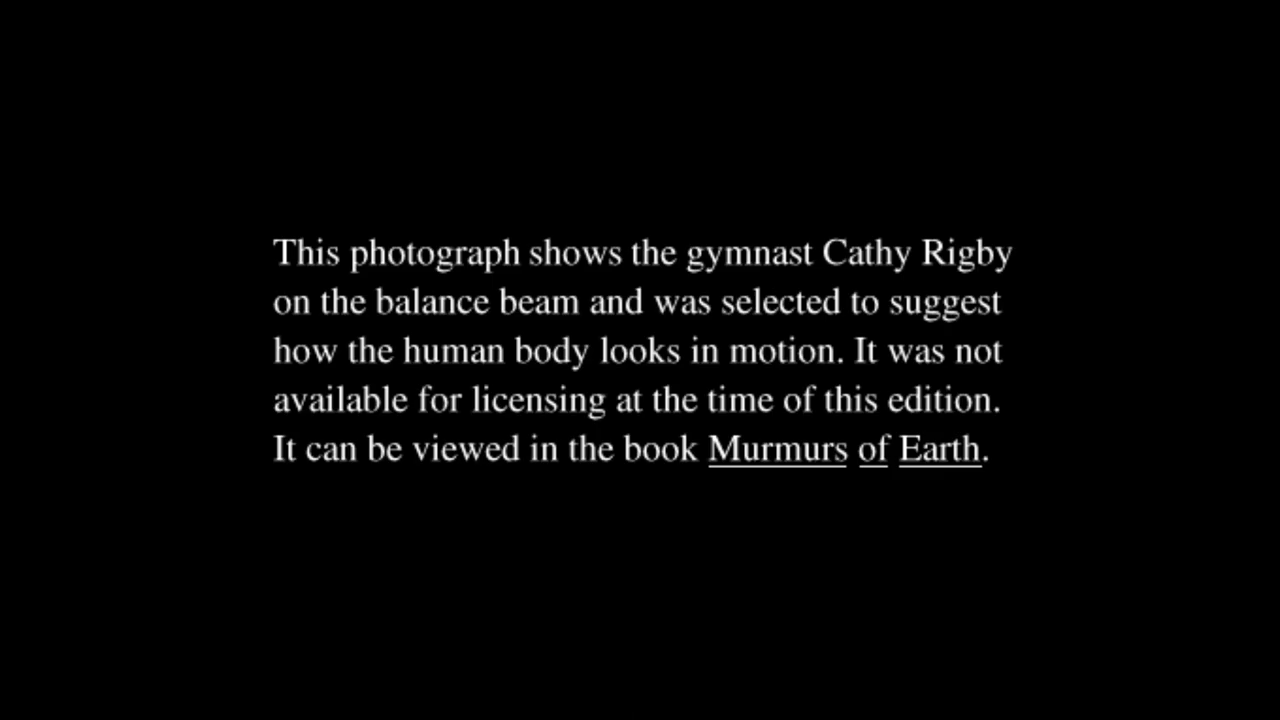 This photograph shows the gymnast Cathy Rigby
on the balance beam and was selected to suggest
how the human body looks in motion. It was not
available for licensing at the time of this edition.
It can be viewed in the book Murmurs of Earth.